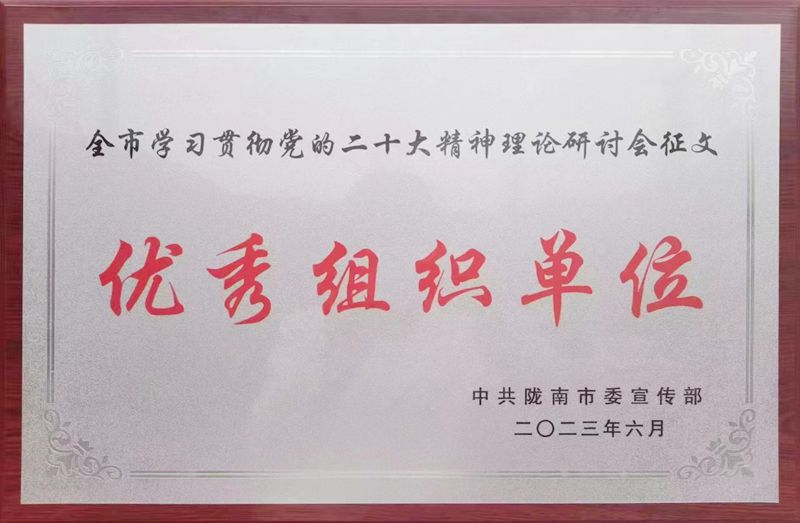 全市学习贯彻党的二十大精神理论研讨会征文
优秀组织单位
中共陇南市委宣传部
二〇二三年六月